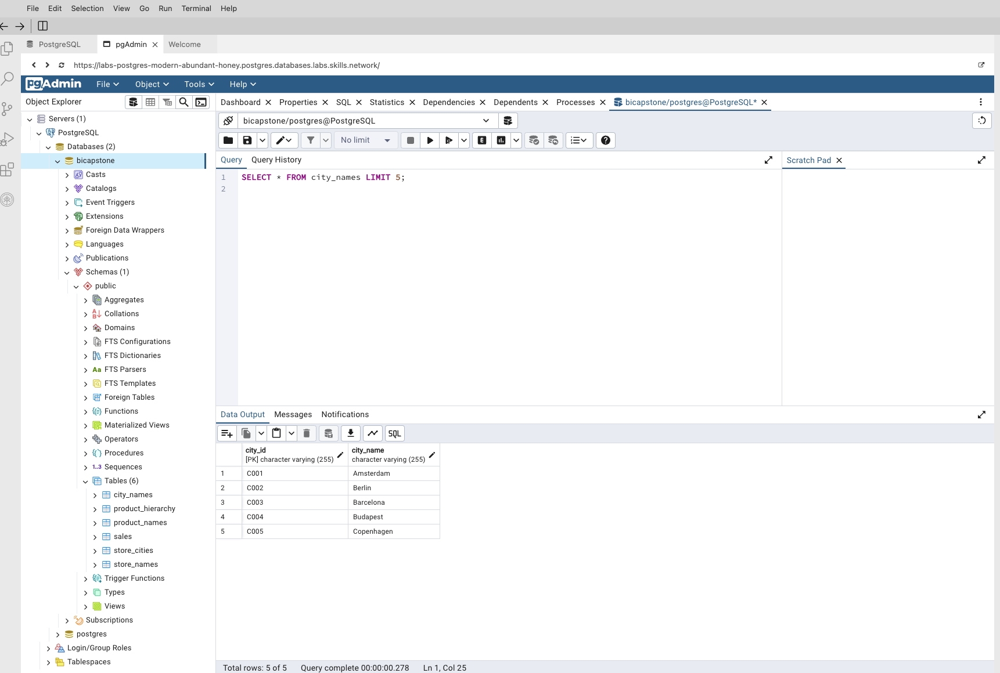 File Edit Selection View Go Run Terminal Help
PostgreSQL pgAdmin Welcome
https://labs-postgres-modern-abundant-honey.postgres.databases.labs.skills.network/
pgAdmin File Object Tools Help
Object Explorer
Dashboard Properties SQL Statistics Dependencies Dependents Processes bicapstone/postgres@PostgreSQL*
Servers (1)
PostgreSQL
Databases (2)
bicapstone
Casts
Catalogs
Event Triggers
Extensions
Foreign Data Wrappers
Languages
Publications
Schemas (1)
public
Aggregates
Collations
Domains
FTS Configurations
FTS Dictionaries
Aa FTS Parsers
FTS Templates
Foreign Tables
Functions
Materialized Views
Operators
Procedures
1..3 Sequences
Tables (6)
city_names
product_hierarchy
product_names
sales
store_cities
store_names
Trigger Functions
Types
Views
Subscriptions
postgres
Login/Group Roles
Tablespaces
bicapstone/postgres@PostgreSQL
No limit E
Query Query History
Scratch Pad
1 SELECT * FROM city_names LIMIT 5;
2
Data Output Messages Notifications
SQL
city_id city_name
[PK] character varying (255) character varying (255)
1 C001 Amsterdam
2 C002 Berlin
3 C003 Barcelona
4 C004 Budapest
5 C005 Copenhagen
Total rows: 5 of 5 Query complete 00:00:00.278 Ln 1, Col 25